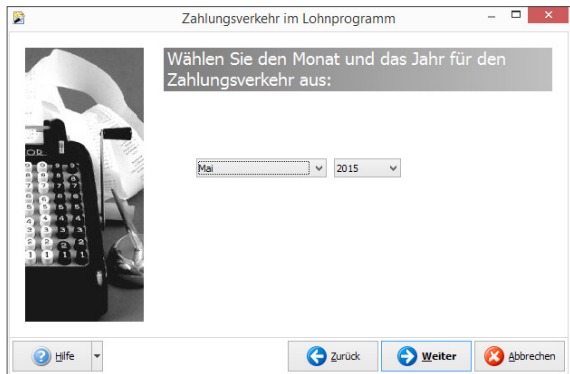 Zahlungsverkehr im Lohnprogramm
Wählen Sie den Monat und das Jahr für den
Zahlungsverkehr aus:
Mai 2015
Hilfe Zurück Weiter Abbrechen